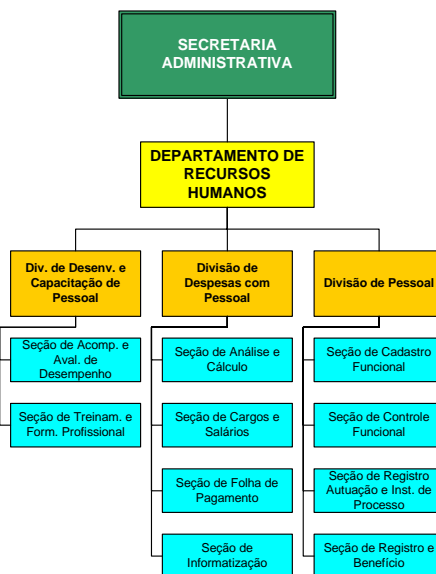 SECRETARIA
ADMINISTRATIVA
DEPARTAMENTO DE
RECURSOS
HUMANOS
Div. de Desenv. e
Capacitação de
Pessoal
Divisão de
Despesas com
Pessoal
Divisão de Pessoal
Seção de Acomp. e
Aval. de
Desempenho
Seção de Treinam. e
Form. Profissional
Seção de Análise e
Cálculo
Seção de Cargos e
Salários
Seção de Folha de
Pagamento
Seção de
Informatização
Seção de Cadastro
Funcional
Seção de Controle
Funcional
Seção de Registro
Autuação e Inst. de
Processo
Seção de Registro e
Benefício